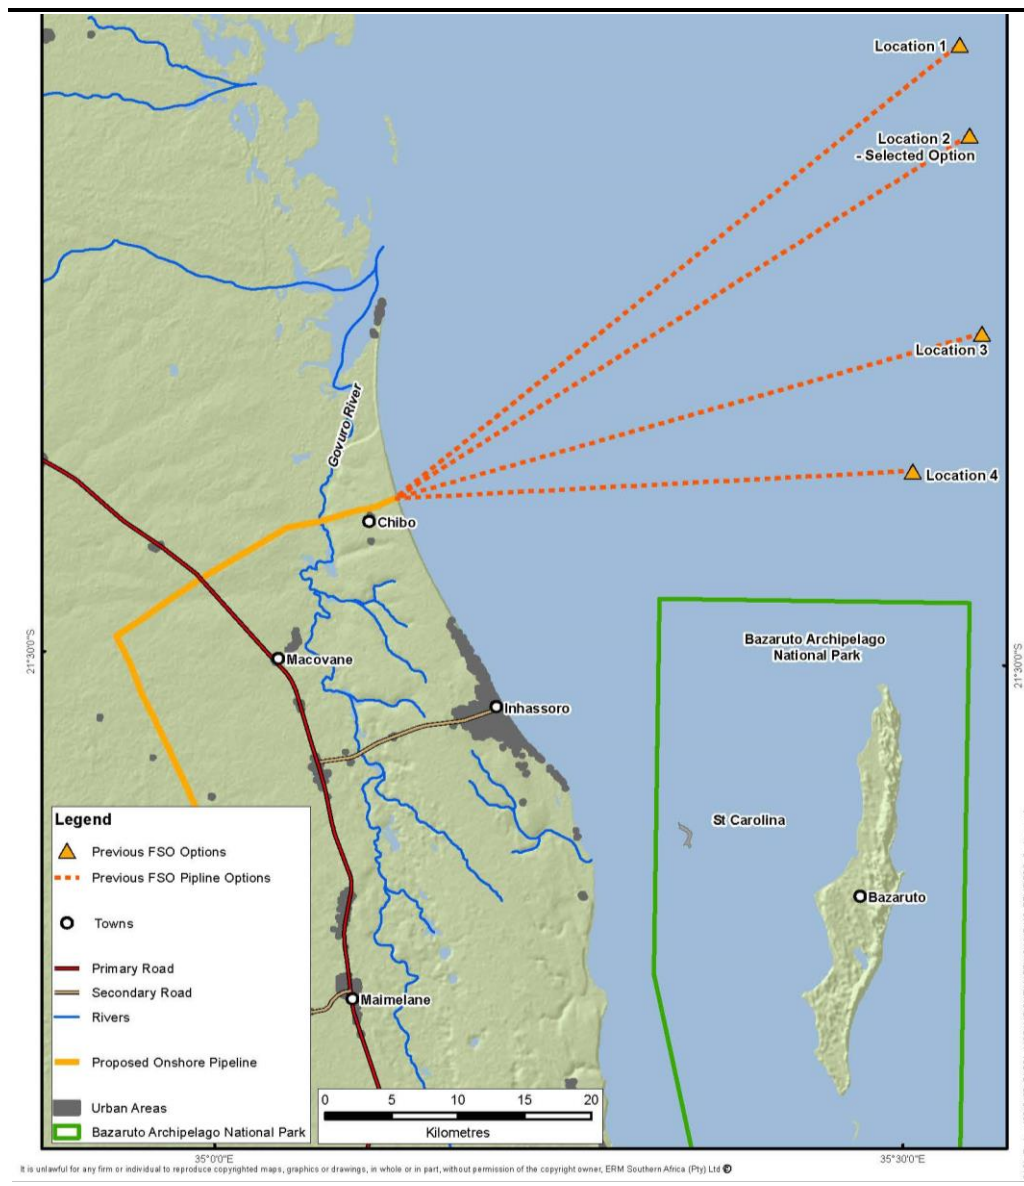 Location 1
Location 2
- Selected Option
Location 3
Location 4
Govuro River
Chibo
21°30'0"S
21°30'0"S
Macovane
Bazaruto Archipelago
National Park
Inhassoro
St Carolina
Bazaruto
Maimelane
Legend
Previous FSO Options
Previous FSO Pipline Options
Towns
Primary Road
Secondary Road
Rivers
Proposed Onshore Pipeline
Urban Areas
Bazaruto Archipelago National Park
0 5 10 15 20
Kilometres
35°0'0"E
35°30'0"E
It is unlawful for any firm or individual to reproduce copyrighted maps, graphics or drawings, in whole or in part, without permission of the copyright owner, ERM Southern Africa (Pty) Ltd ©